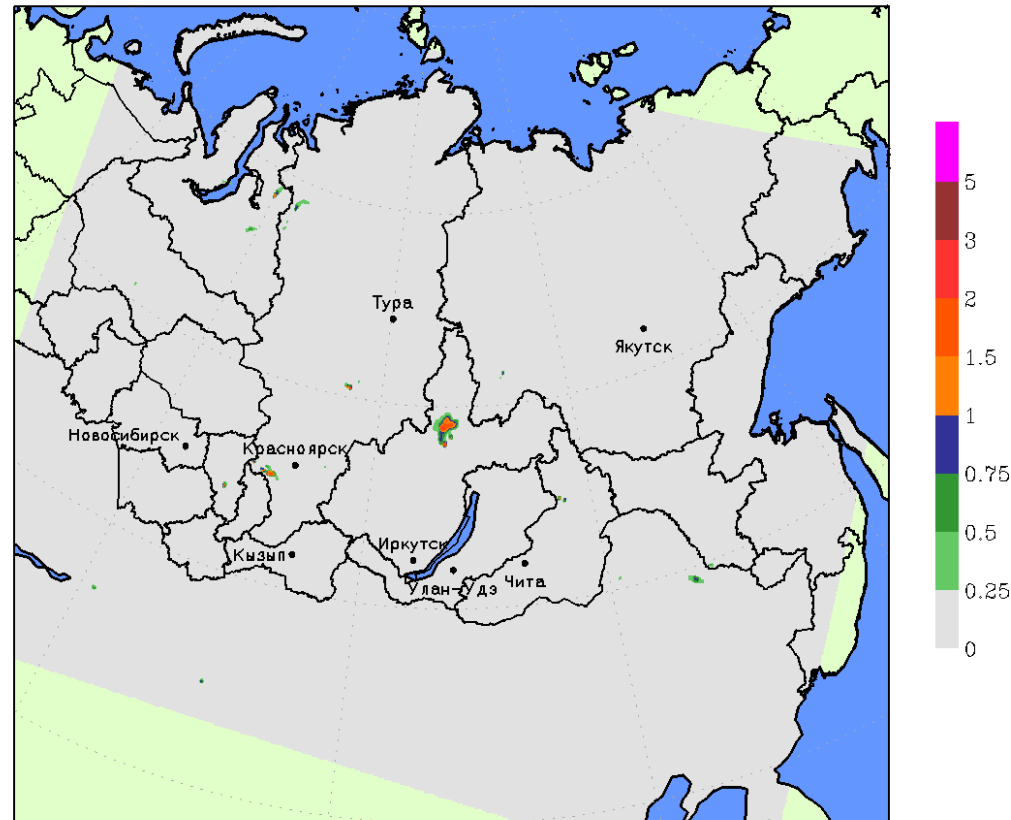 Тура
Якутск
Новосибирск
Красноярск
Кызыл
Иркутск
Улан-Удэ
Чита
5
3
2
1.5
1
0.75
0.5
0.25
0